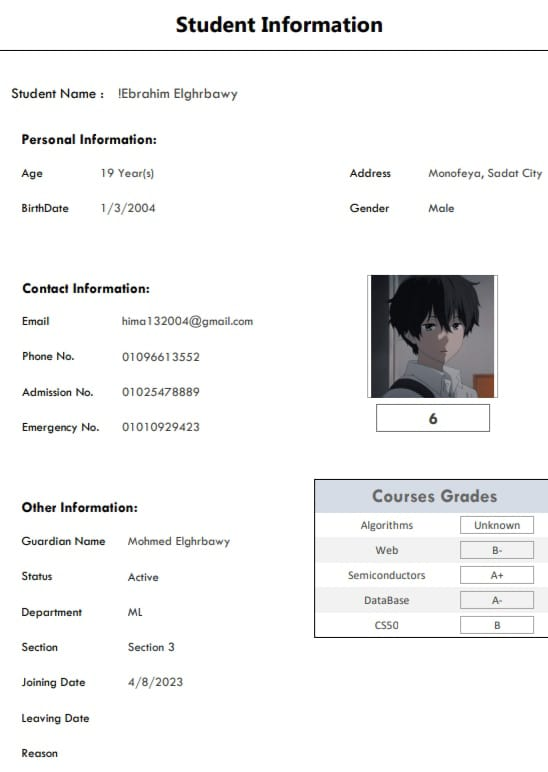 Student Information
Student Name : !Ebrahim Elghrbawy
Personal Information:
Age 19 Year(s) Address Monofeya, Sadat City
BirthDate 1/3/2004 Gender Male
Contact Information:
Email hima132004@gmail.com
Phone No. 01096613552
Admission No. 01025478889
Emergency No. 01010929423
6
Other Information:
Guardian Name Mohmed Elghrbawy
Status Active
Department ML
Section Section 3
Joining Date 4/8/2023
Leaving Date
Reason
Courses Grades
Algorithms Unknown
Web B-
Semiconductors A+
DataBase A-
CS50 B